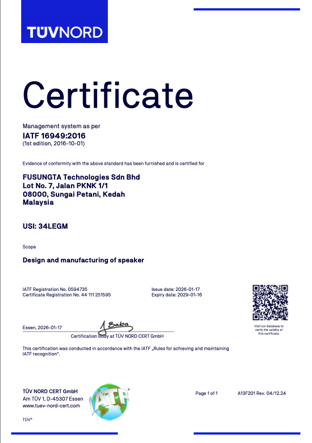 TÜVNORD
Certificate
Management system as per
IATF 16949:2016
(1st edition, 2016-10-01)
Evidence of conformity with the above standard has been furnished and is certified for
FUSUNGTA Technologies Sdn Bhd
Lot No. 7, Jalan PKNK 1/1
08000, Sungai Petani, Kedah
Malaysia
USI: 34LEGM
Scope
Design and manufacturing of speaker
IATF Registration No. 0594735
Certificate Registration No. 44 111 251595
Issue date: 2026-01-17
Expiry date: 2029-01-16
Visit our database to
verify the validity of
this certificate.
Essen, 2026-01-17
Certification body at TÜV NORD CERT GmbH
This certification was conducted in accordance with the IATF „Rules for achieving and maintaining
IATF recognition".
TÜV NORD CERT GmbH
Am TÜV 1, D-45307 Essen
www.tuev-nord-cert.com
Page 1 of 1
A13F201 Rev. 04/12.24
TÜV®